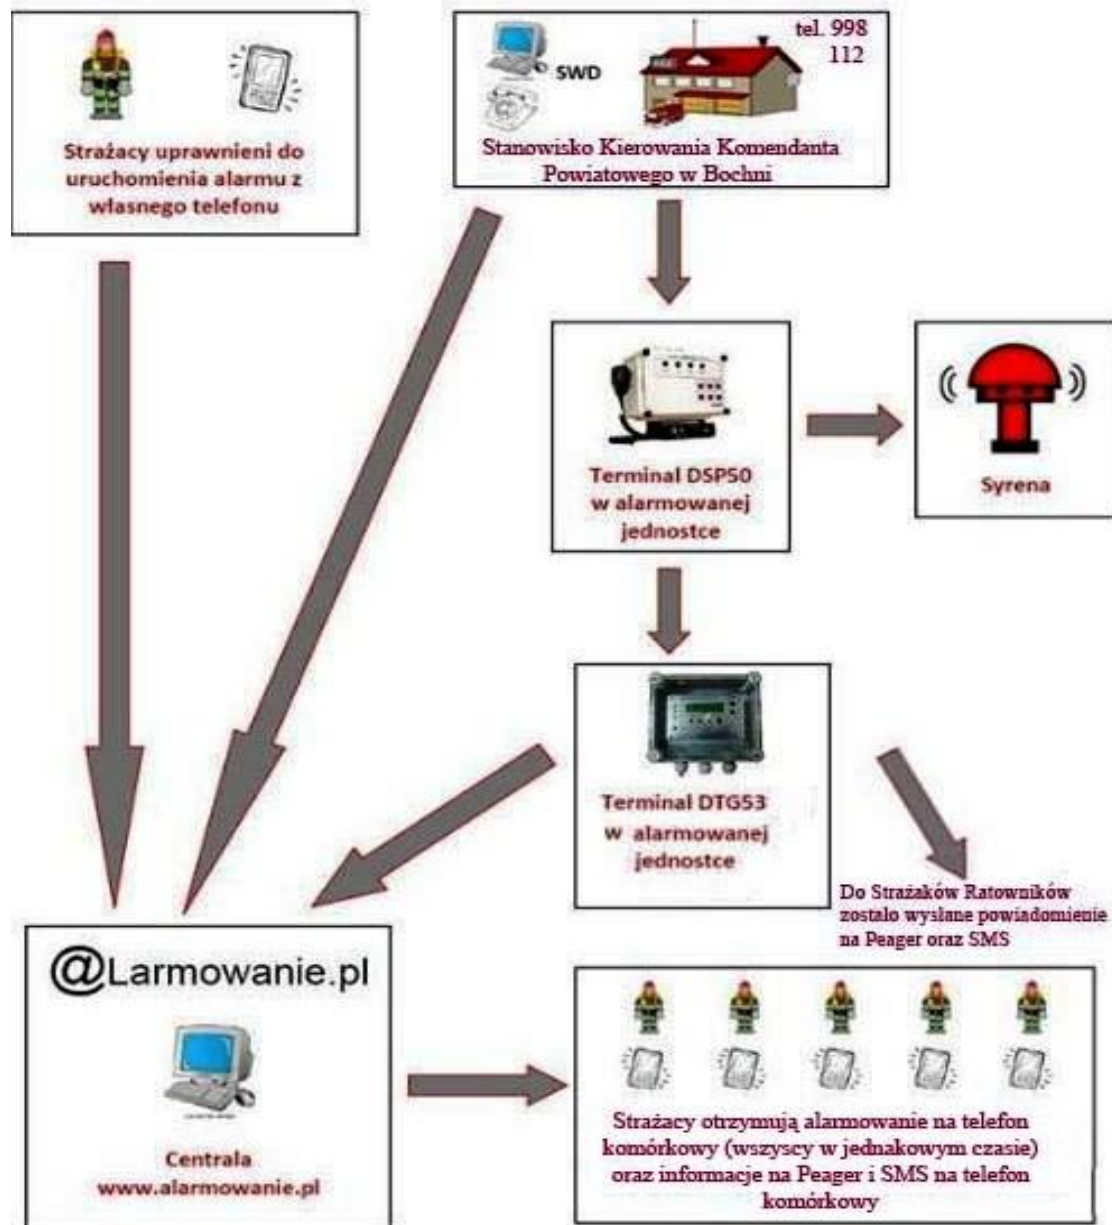 Strażacy uprawnieni do
uruchomienia alarmu z
własnego telefonu
tel. 998
112
SWD
Stanowisko Kierowania Komendanta
Powiatowego w Bochni
Terminal DSP50
w alarmowanej
jednostce
Syrena
Terminal DTG53
w alarmowanej
jednostce
Do Strażaków Ratowników
zostało wysłane powiadomienie
na Peager oraz SMS
@Larmowanie.pl
Centrala
www.alarmowanie.pl
Strażacy otrzymują alarmowanie na telefon
komórkowy (wszyscy w jednakowym czasie)
oraz informacje na Peager i SMS na telefon
komórkowy